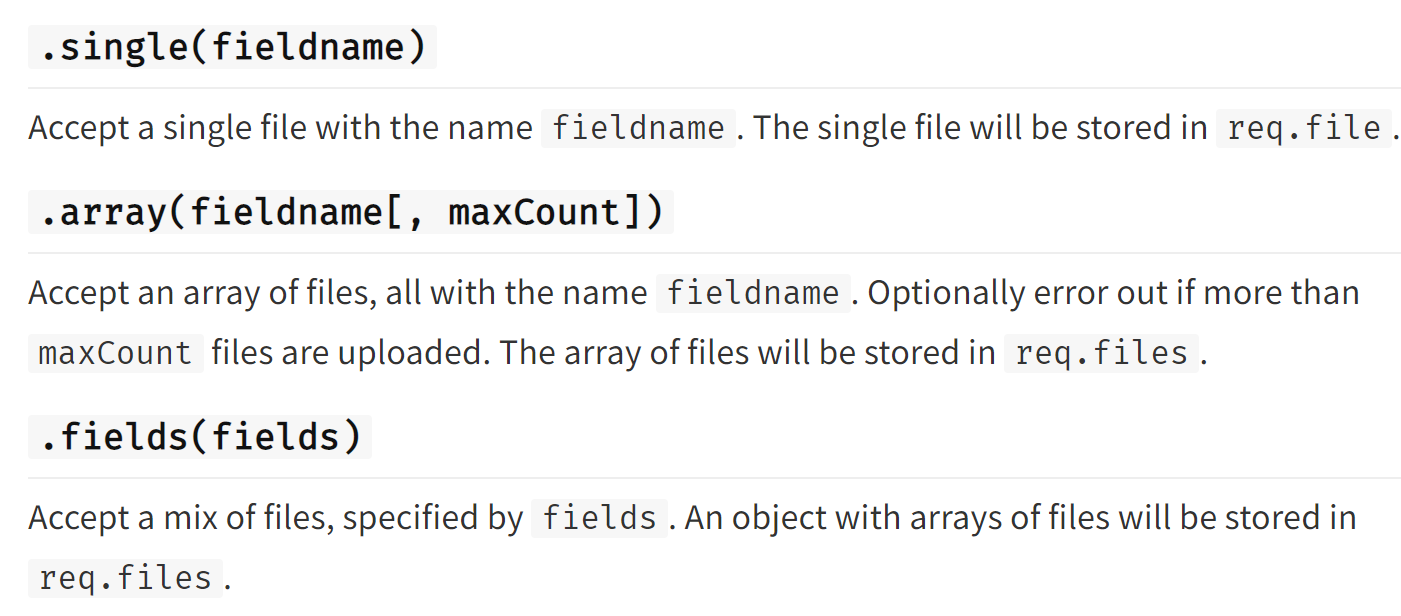 .single(fieldname)
Accept a single file with the name fieldname. The single file will be stored in req.file.
.array(fieldname[, maxCount])
Accept an array of files, all with the name fieldname. Optionally error out if more than
maxCount files are uploaded. The array of files will be stored in req.files.
.fields(fields)
Accept a mix of files, specified by fields. An object with arrays of files will be stored in
req.files.